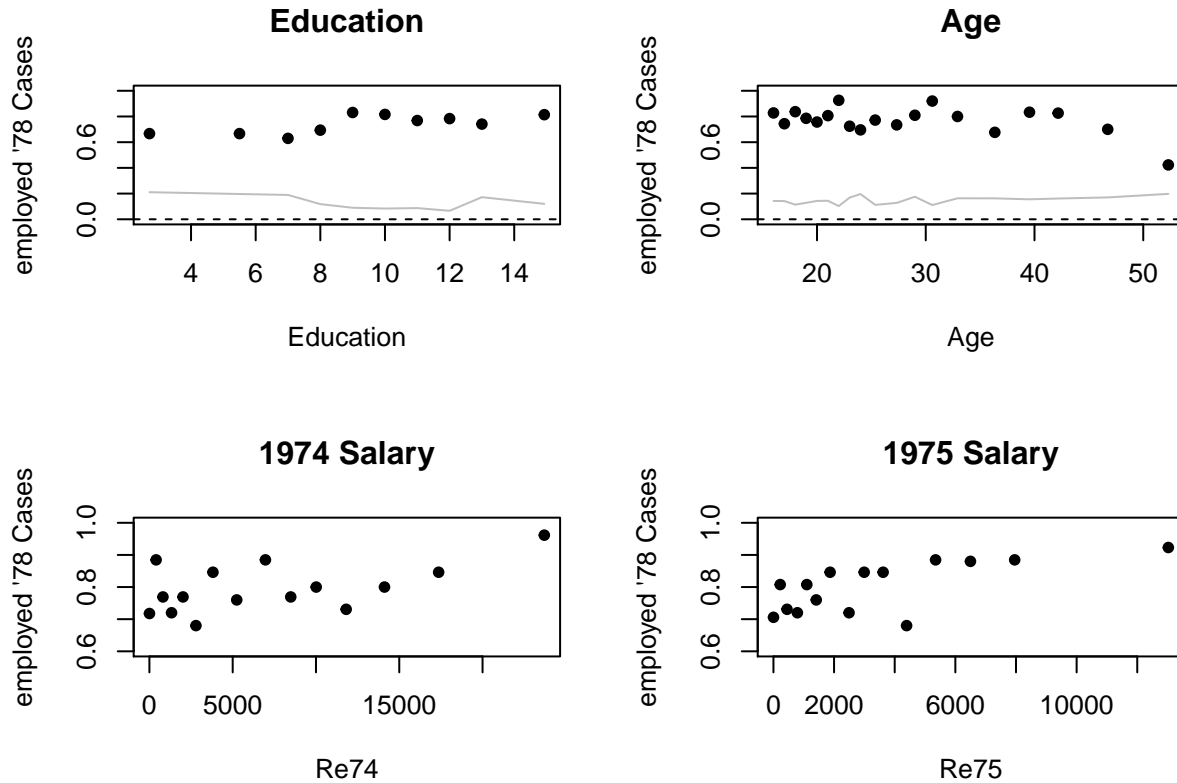 Education
employed '78 Cases
0.0
0.6
4
6
8
10
12
14
Education
Age
employed '78 Cases
0.0
0.6
20
30
40
50
Age
1974 Salary
employed '78 Cases
0.6
0.8
1.0
0
5000
15000
Re74
1975 Salary
employed '78 Cases
0.6
0.8
1.0
0
2000
6000
10000
Re75